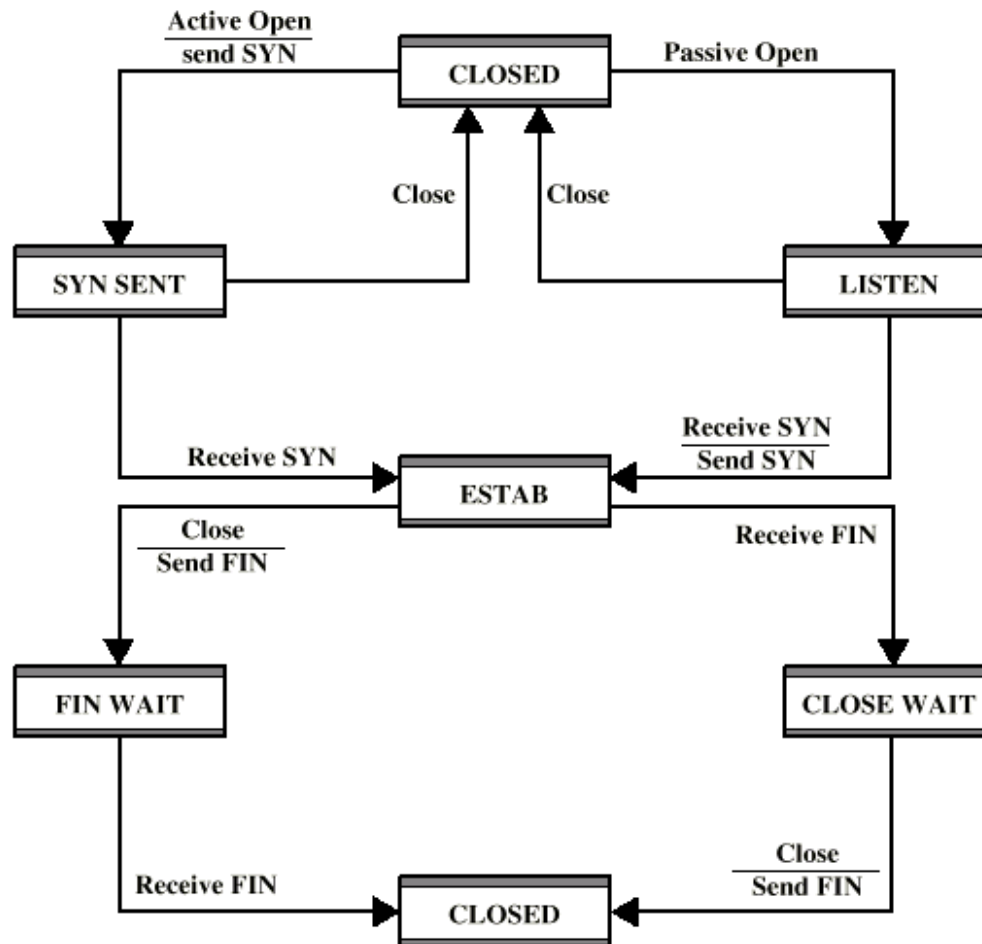 Active Open
send SYN
CLOSED
Passive Open
Close
Close
SYN SENT
LISTEN
Receive SYN
Receive SYN
Send SYN
ESTAB
Close
Send FIN
Receive FIN
FIN WAIT
CLOSE WAIT
Receive FIN
Close
Send FIN
CLOSED